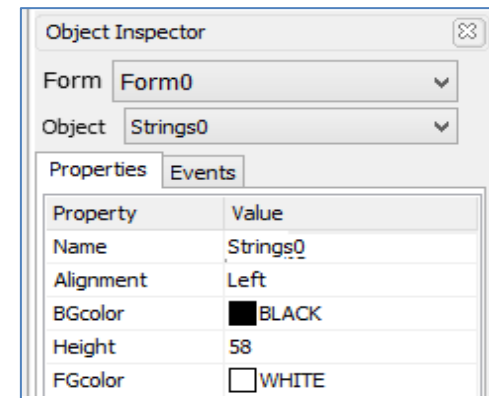 Object Inspector
Form Form0
Object Strings0
Properties Events
Property Value
Name Strings0
Alignment Left
BGcolor BLACK
Height 58
FGcolor WHITE